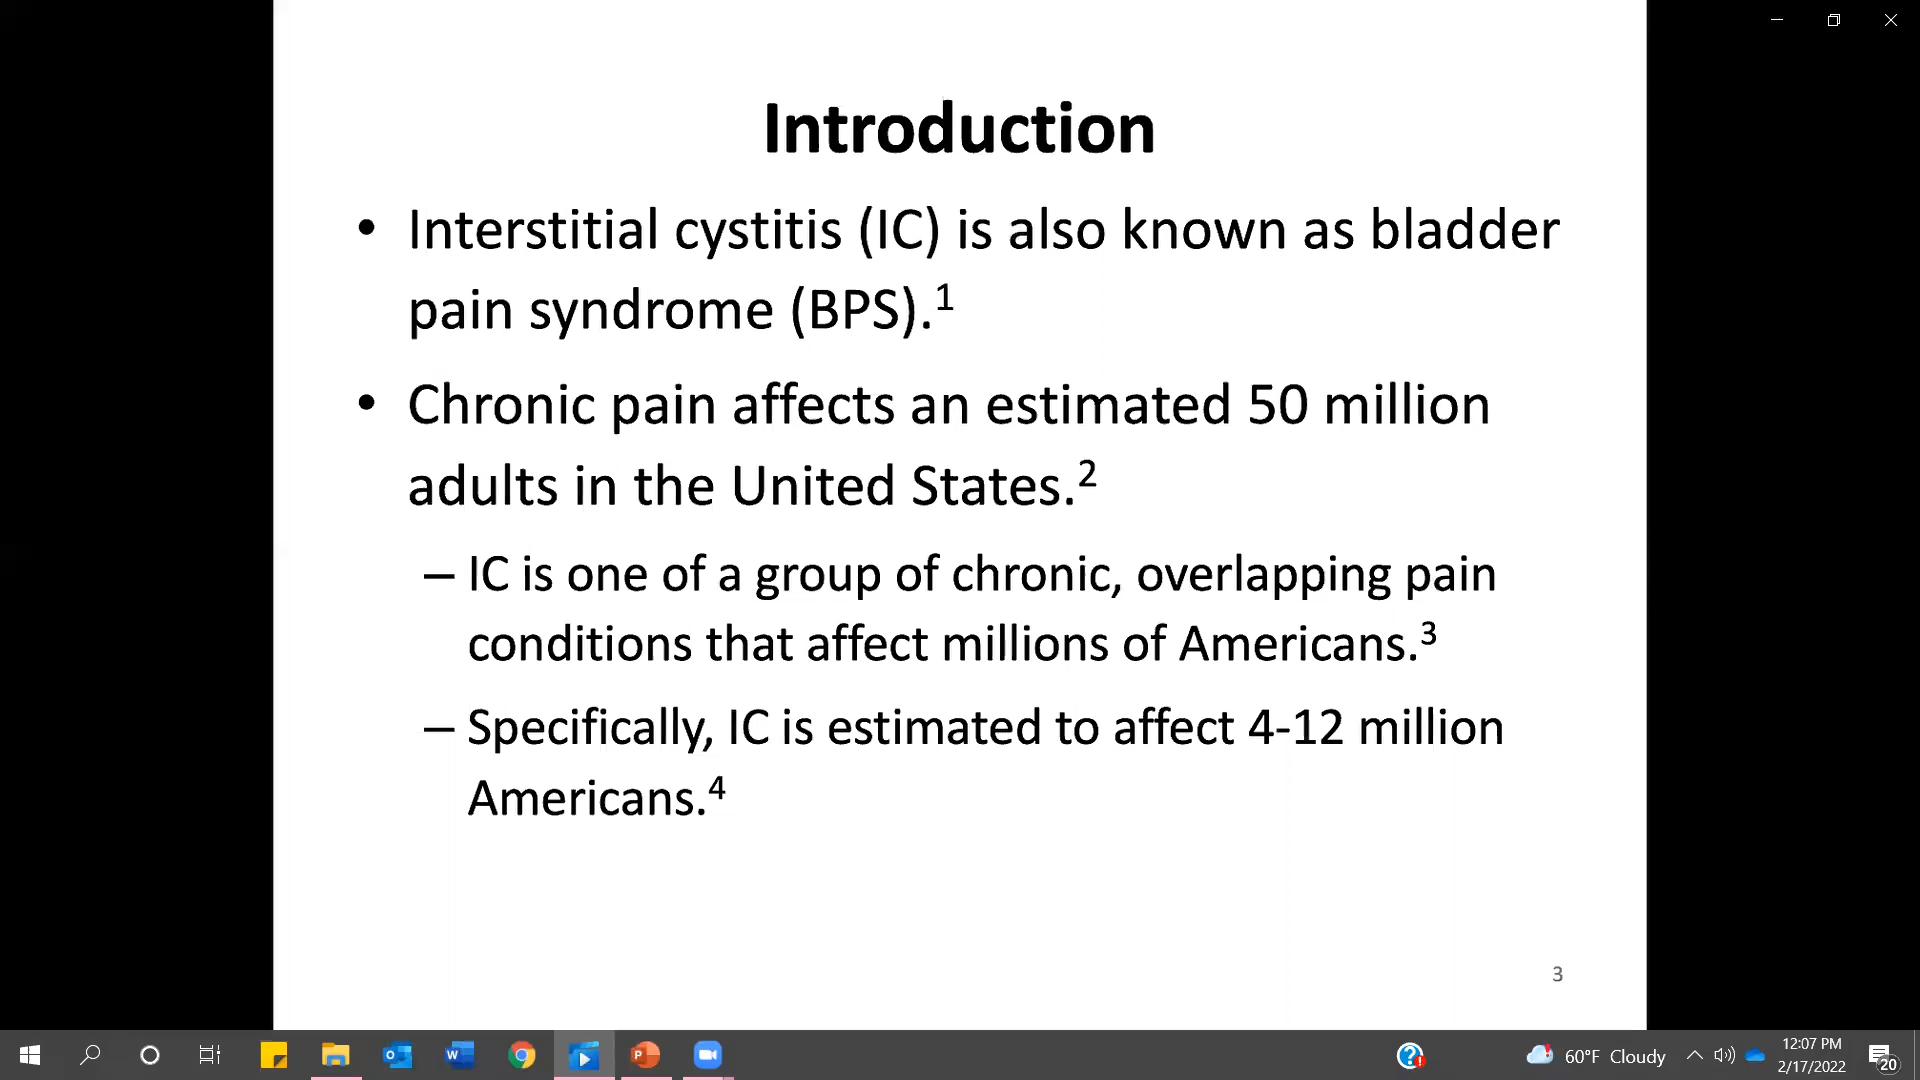 Introduction
• Interstitial cystitis (IC) is also known as bladder
pain syndrome (BPS).¹
• Chronic pain affects an estimated 50 million
adults in the United States.²
– IC is one of a group of chronic, overlapping pain
conditions that affect millions of Americans.³
– Specifically, IC is estimated to affect 4-12 million
Americans.⁴
3
60°F Cloudy
12:07 PM
2/17/2022
20